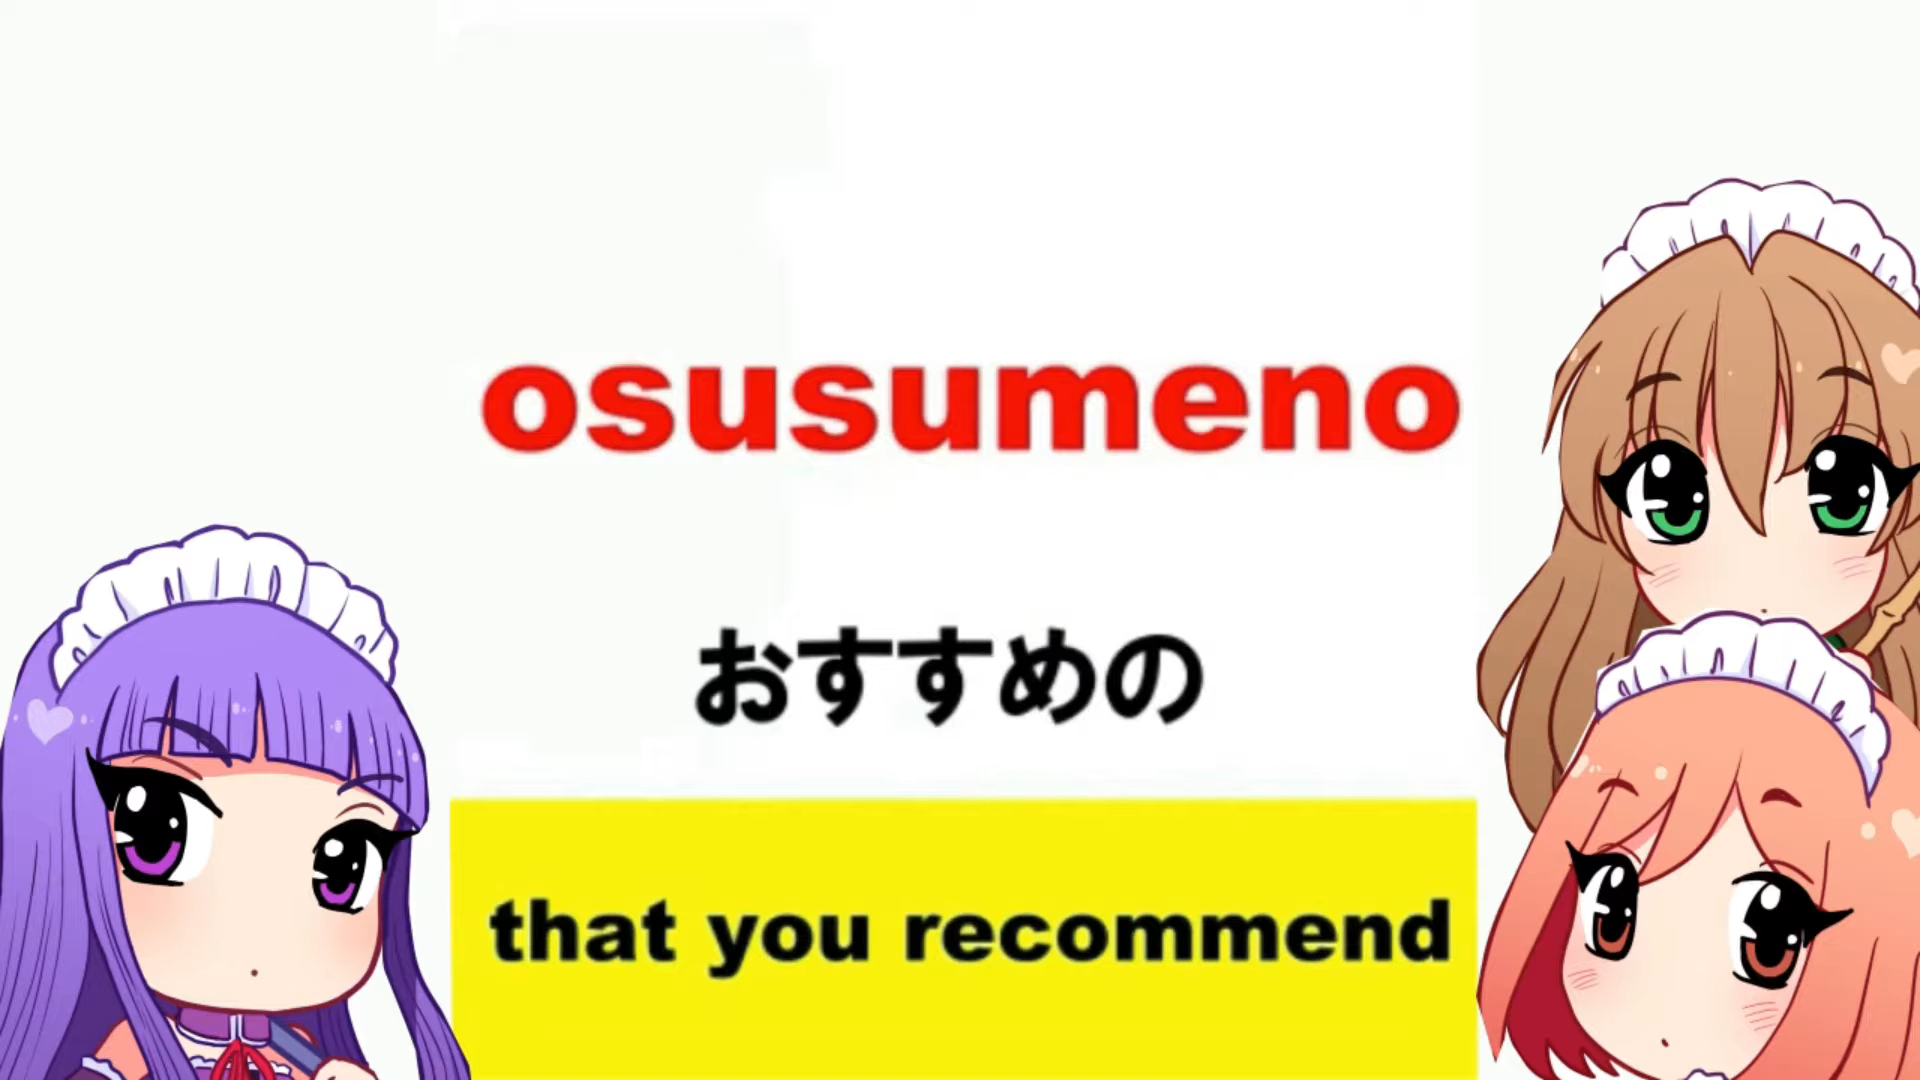 osusumeno
おすすめの
that you recommend